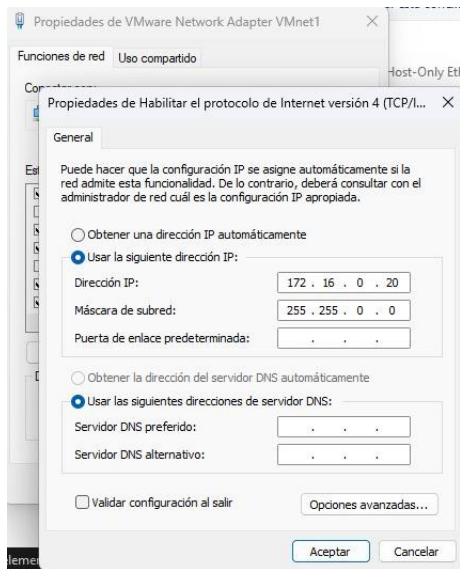 Propiedades de VMware Network Adapter VMnet1
Funciones de red Uso compartido
Host-Only Eth
Propiedades de Habilitar el protocolo de Internet versión 4 (TCP/I...
General
Puede hacer que la configuración IP se asigne automáticamente si la
red admite esta funcionalidad. De lo contrario, deberá consultar con el
administrador de red cuál es la configuración IP apropiada.
Obtener una dirección IP automáticamente
Usar la siguiente dirección IP:
Dirección IP: 172 . 16 . 0 . 20
Máscara de subred: 255 . 255 . 0 . 0
Puerta de enlace predeterminada: . . .
Obtener la dirección del servidor DNS automáticamente
Usar las siguientes direcciones de servidor DNS:
Servidor DNS preferido: . . .
Servidor DNS alternativo: . . .
Validar configuración al salir Opciones avanzadas...
Aceptar Cancelar